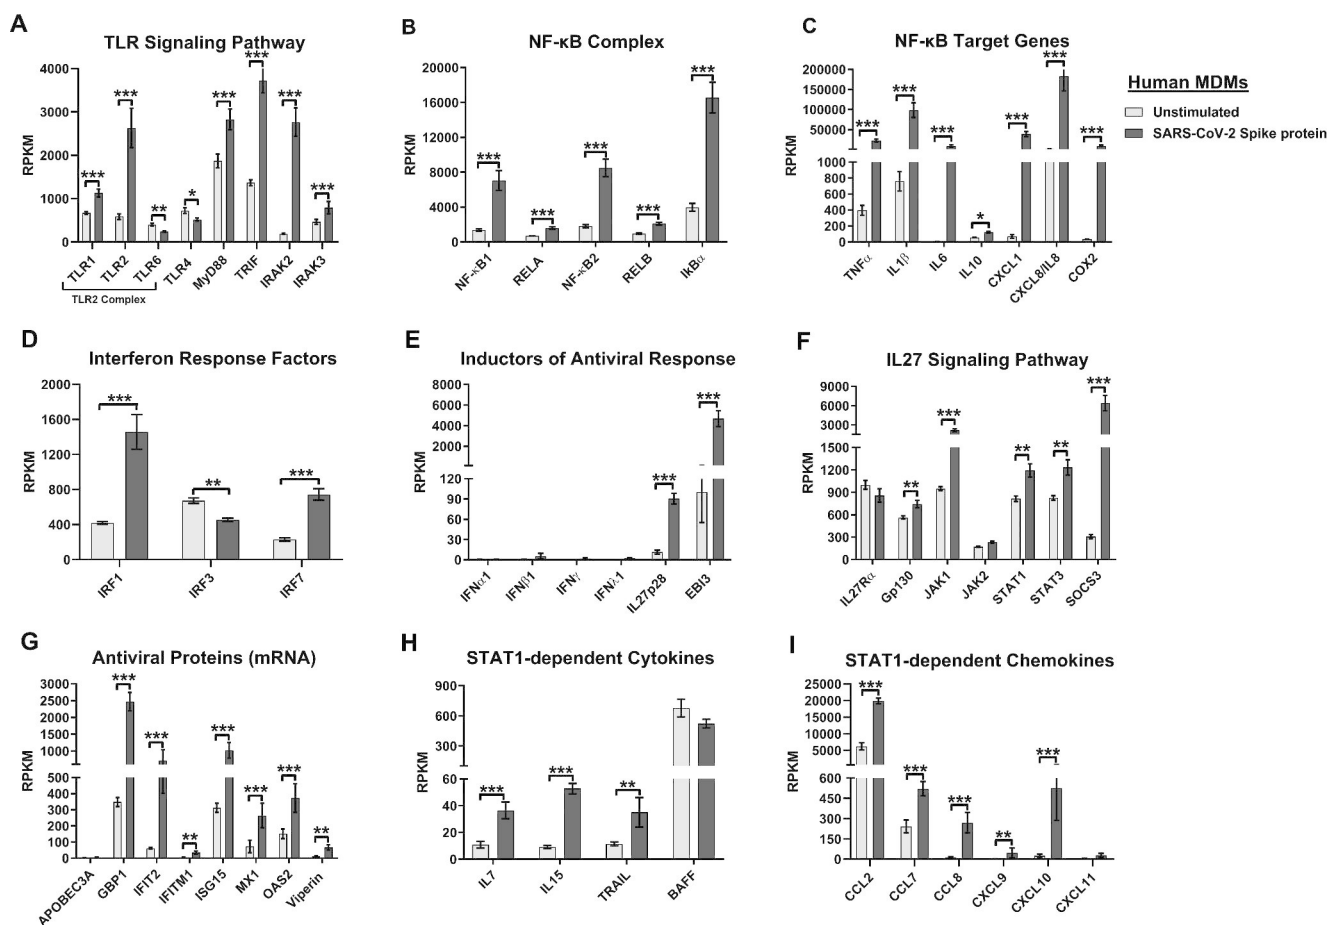 A
TLR Signaling Pathway
RPKM
4000
3000
2000
1000
0
*** *** ** * *** *** *** ***
TLR1 TLR2 TLR6 TLR4 MyD88 TRIF IRAK2 IRAK3
TLR2 Complex
B
NF-κB Complex
RPKM
20000
16000
12000
8000
4000
0
*** *** *** *** ***
NF-κB1 RELA NF-κB2 RELB IkBα
C
NF-κB Target Genes
RPKM
200000
150000
100000
50000
1000
800
600
400
200
0
*** *** *** * *** *** ***
TNFα IL1β IL6 IL10 CXCL1 CXCL8/IL8 COX2
Human MDMs
Unstimulated
SARS-CoV-2 Spike protein
D
Interferon Response Factors
RPKM
2000
1600
1200
800
400
0
*** ** ***
IRF1 IRF3 IRF7
E
Inductors of Antiviral Response
RPKM
8000
6000
4000
2000
120
90
60
30
0
*** ***
IFNα1 IFNβ1 IFNγ IFNλ1 IL27p28 EBI3
F
IL27 Signaling Pathway
RPKM
9000
6000
3000
1500
1200
900
600
300
0
** *** ** ** ***
IL27Rα Gp130 JAK1 JAK2 STAT1 STAT3 SOCS3
G
Antiviral Proteins (mRNA)
RPKM
3000
2500
2000
1500
1000
500
400
300
200
100
0
*** *** ** *** *** *** **
APOBEC3A GBP1 IFIT2 IFITM1 ISG15 MX1 OAS2 Viperin
H
STAT1-dependent Cytokines
RPKM
900
600
300
60
40
20
0
*** *** **
IL7 IL15 TRAIL BAFF
I
STAT1-dependent Chemokines
RPKM
25000
20000
15000
10000
5000
600
450
300
150
0
*** *** *** ** ***
CCL2 CCL7 CCL8 CXCL9 CXCL10 CXCL11